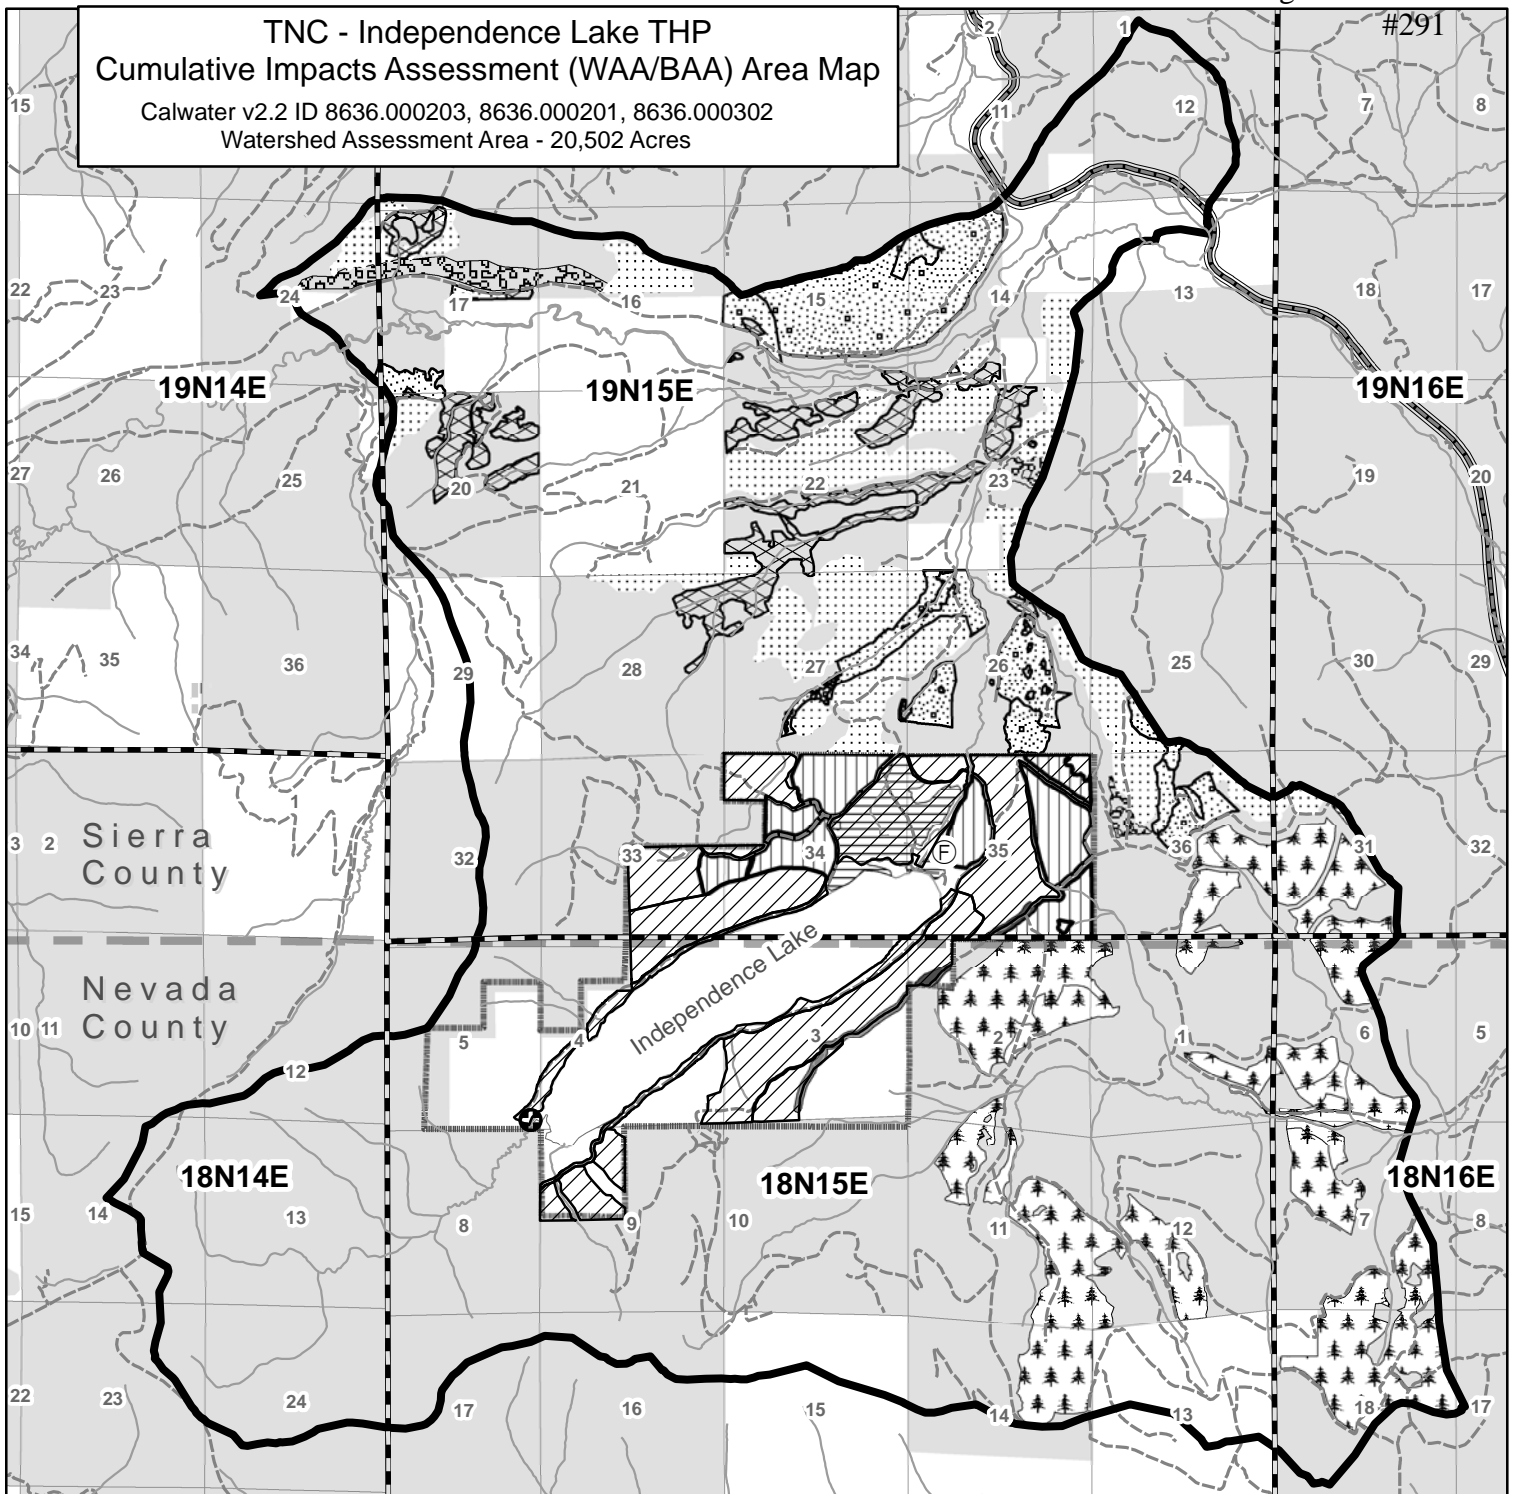 #291
TNC - Independence Lake THP
Cumulative Impacts Assessment (WAA/BAA) Area Map
Calwater v2.2 ID 8636.000203, 8636.000201, 8636.000302
Watershed Assessment Area - 20,502 Acres
2 1
15 11 12 7 8
22 23 24 17 16 15 14 13 18 17
19N14E 19N15E 19N16E
27 26 25 20 21 22 23 24 19 20
34 35 36 29 28 27 26 25 30 29
1
3 2 32 33 34 F 35 36 31 32
Sierra
County
Independence Lake
Nevada
County
10 11 12 5 4 3 2 1 6 5
18N14E 18N15E 18N16E
15 14 13 8 9 10 11 12 7 8
22 23 24 17 16 15 14 13 18 17